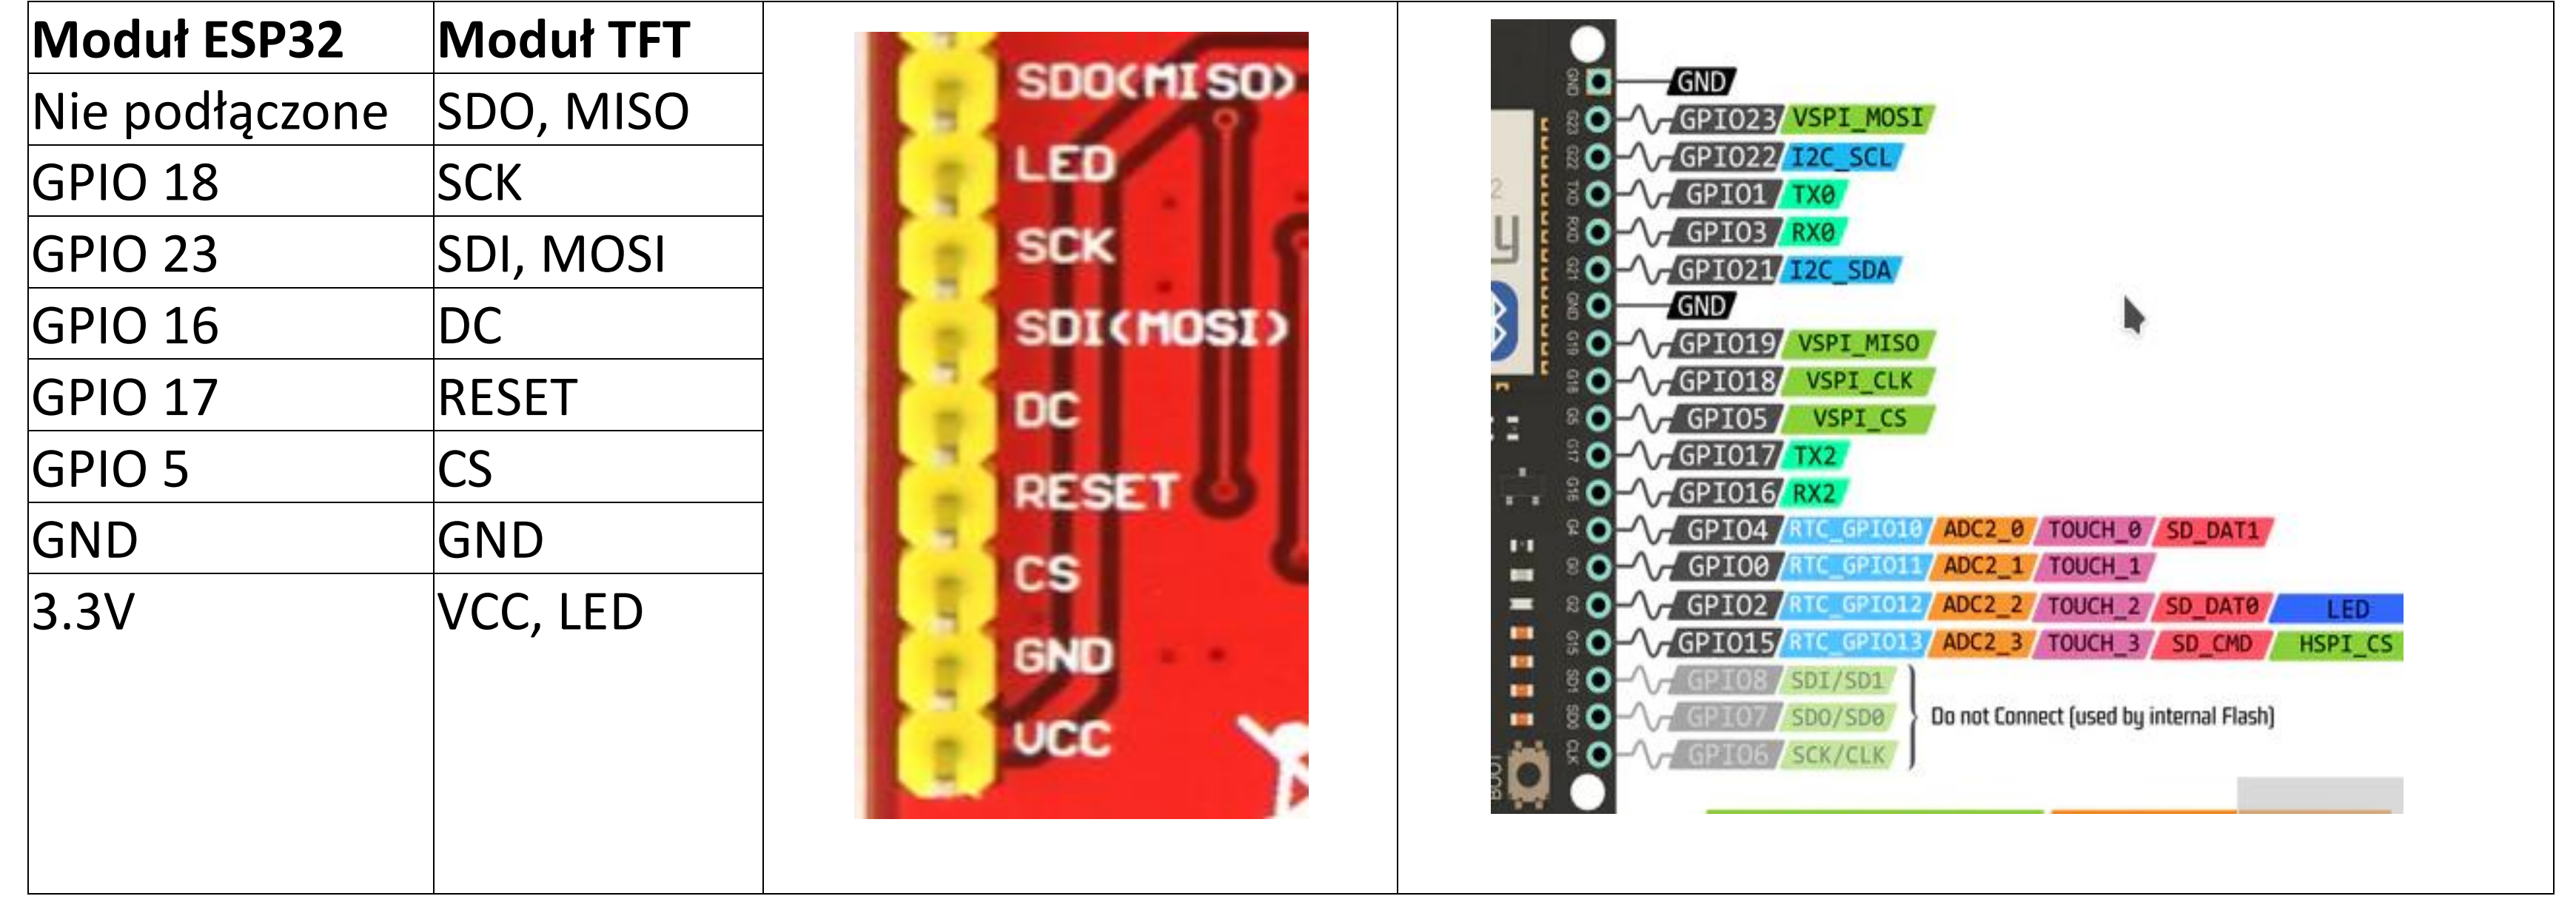 Moduł ESP32 Moduł TFT
Nie podłączone SDO, MISO
GPIO 18 SCK
GPIO 23 SDI, MOSI
GPIO 16 DC
GPIO 17 RESET
GPIO 5 CS
GND GND
3.3V VCC, LED
SDO(MISO)
LED
SCK
SDI(MOSI)
DC
RESET
CS
GND
VCC
GND GND
G23 GPIO23 VSPI_MOSI
G22 GPIO22 I2C_SCL
TXD GPIO1 TX0
RXD GPIO3 RX0
G21 GPIO21 I2C_SDA
GND GND
G19 GPIO19 VSPI_MISO
G18 GPIO18 VSPI_CLK
G5 GPIO5 VSPI_CS
G17 GPIO17 TX2
G16 GPIO16 RX2
G4 GPIO4 RTC_GPIO10 ADC2_0 TOUCH_0 SD_DAT1
G0 GPIO0 RTC_GPIO11 ADC2_1 TOUCH_1
G2 GPIO2 RTC_GPIO12 ADC2_2 TOUCH_2 SD_DAT0 LED
G15 GPIO15 RTC_GPIO13 ADC2_3 TOUCH_3 SD_CMD HSPI_CS
SD1 GPIO8 SDI/SD1
SD0 GPIO7 SDO/SD0
CLK GPIO6 SCK/CLK
Do not Connect (used by internal Flash)
BOOT